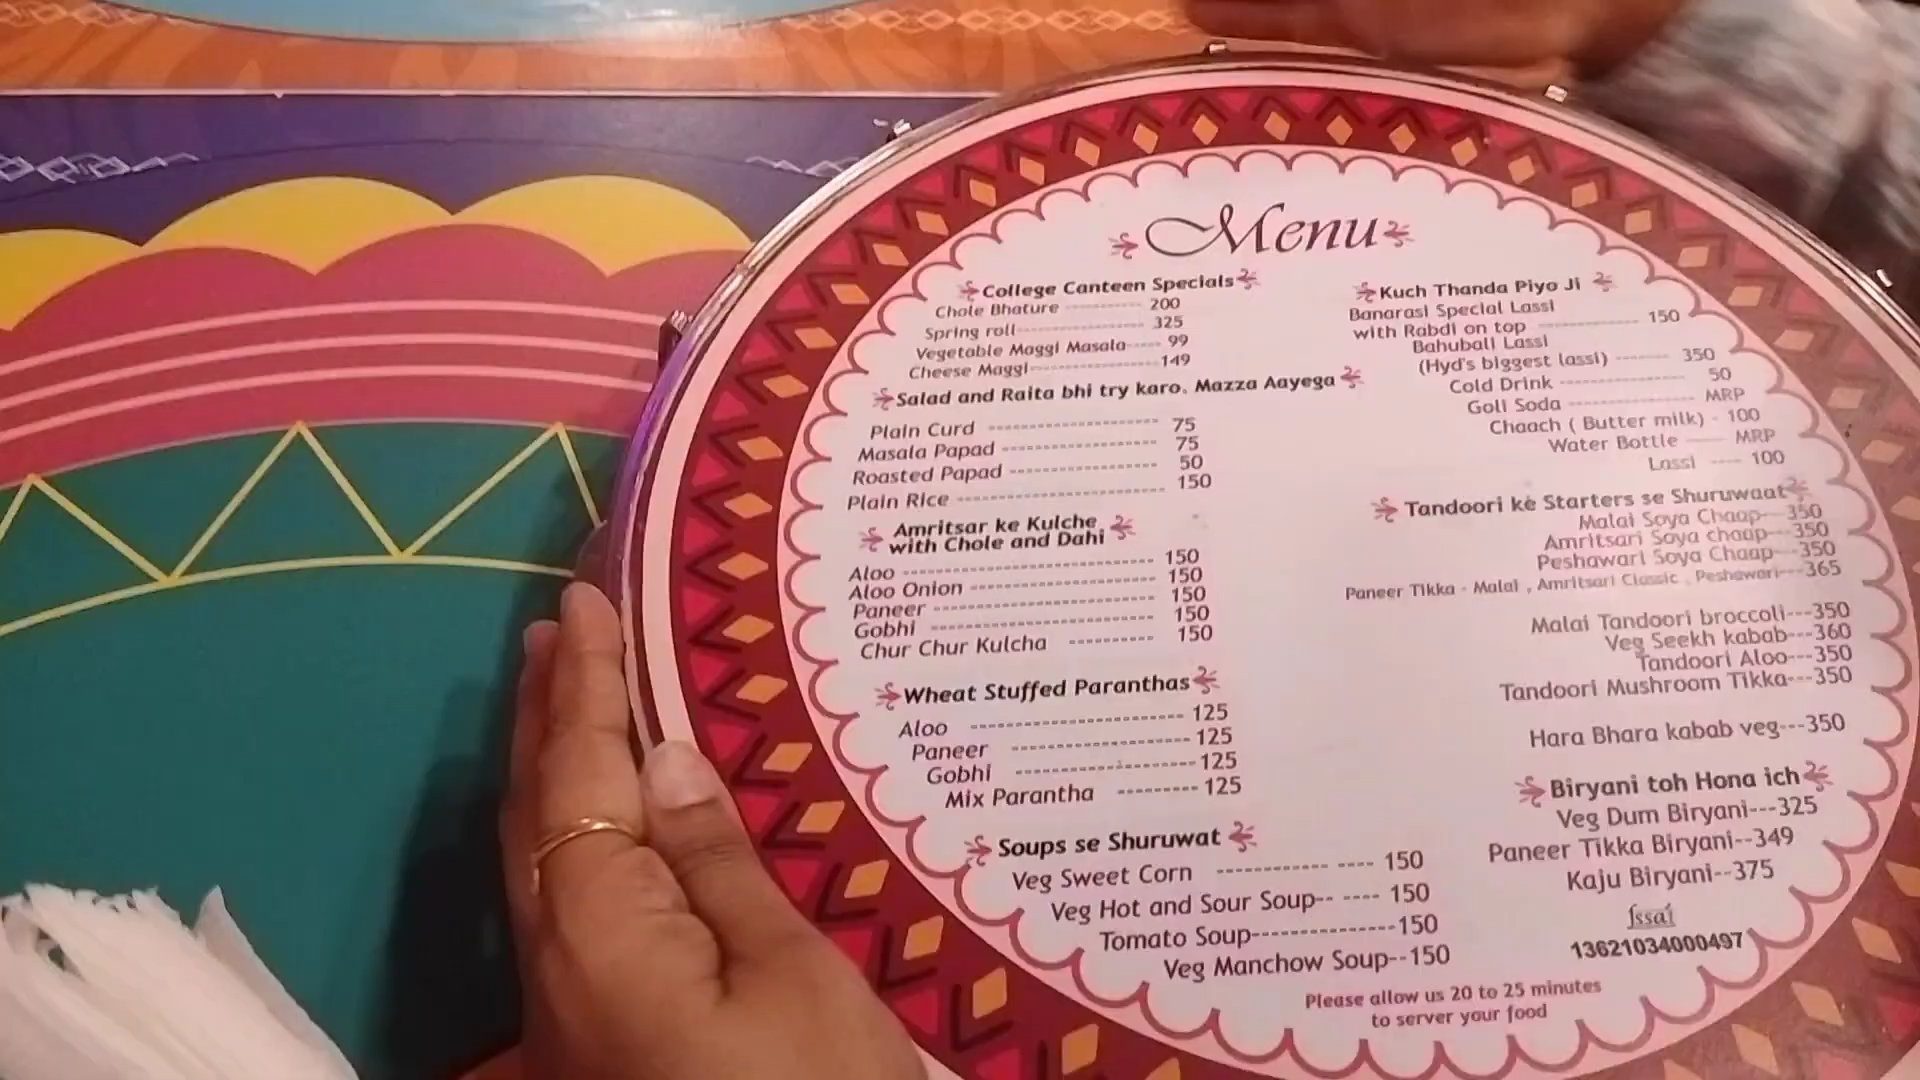 Menu
College Canteen Specials
Chole Bhature ---------- 200
Spring roll----------------- 325
Vegetable Maggi Masala----- 99
Cheese Maggi-----------------149
Salad and Raita bhi try karo. Mazza Aayega
Plain Curd -------------------- 75
Masala Papad ------------------ 75
Roasted Papad ----------------- 50
Plain Rice ------------------------ 150
Amritsar ke Kulche
with Chole and Dahi
Aloo ------------------------------ 150
Aloo Onion --------------------- 150
Paneer -------------------------- 150
Gobhi --------------------------- 150
Chur Chur Kulcha ---------- 150
Wheat Stuffed Paranthas
Aloo ------------------------ 125
Paneer -------------------- 125
Gobhi -------------------- 125
Mix Parantha --------- 125
Soups se Shuruwat
Veg Sweet Corn ----------- ---- 150
Veg Hot and Sour Soup-- ---- 150
Tomato Soup---------------150
Veg Manchow Soup--150
Kuch Thanda Piyo Ji
Banarasi Special Lassi
with Rabdi on top ------------ 150
Bahubali Lassi
(Hyd's biggest lassi) ------- 350
Cold Drink ---------------- 50
Goli Soda ---------------- MRP
Chaach ( Butter milk) - 100
Water Bottle ----- MRP
Lassi ---- 100
Tandoori ke Starters se Shuruwaat
Malai Soya Chaap---350
Amritsari Soya chaap---350
Peshawari Soya Chaap---350
Paneer Tikka - Malai , Amritsari Classic , Peshawari---365
Malai Tandoori broccoli---350
Veg Seekh kabab---360
Tandoori Aloo---350
Tandoori Mushroom Tikka---350
Hara Bhara kabab veg---350
Biryani toh Hona ich
Veg Dum Biryani---325
Paneer Tikka Biryani--349
Kaju Biryani--375
fssai
13621034000497
Please allow us 20 to 25 minutes
to server your food